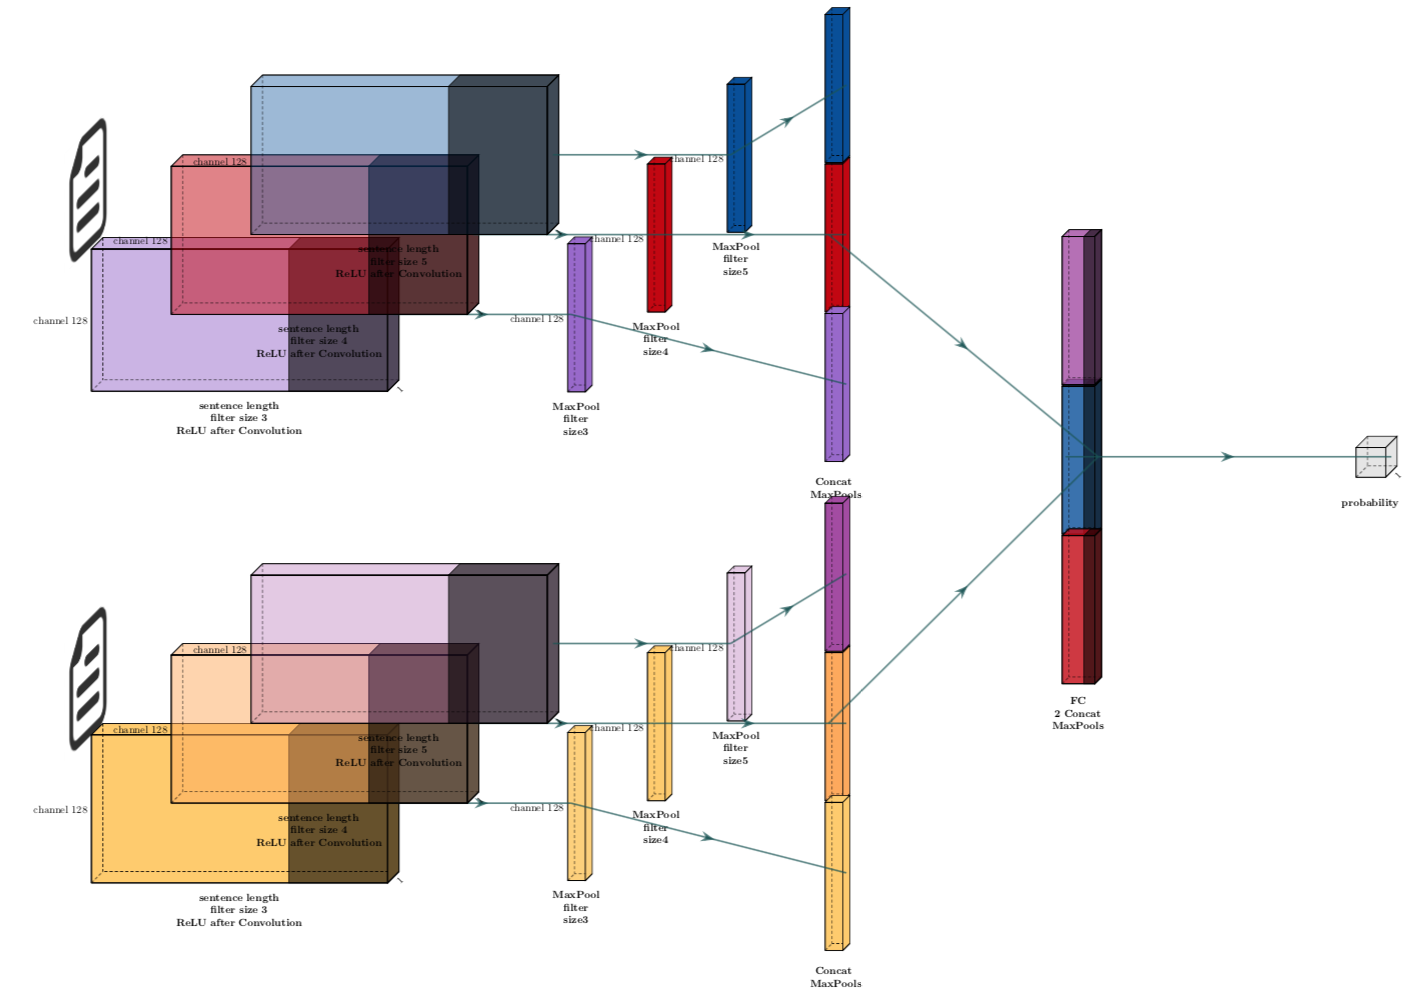 channel 128
channel 128
channel 128
sentence length
filter size 5
ReLU after Convolution
sentence length
filter size 4
ReLU after Convolution
sentence length
filter size 3
ReLU after Convolution
1
channel 128
channel 128
channel 128
MaxPool
filter
size5
MaxPool
filter
size4
MaxPool
filter
size3
Concat
MaxPools
channel 128
channel 128
channel 128
sentence length
filter size 5
ReLU after Convolution
sentence length
filter size 4
ReLU after Convolution
sentence length
filter size 3
ReLU after Convolution
1
channel 128
channel 128
channel 128
MaxPool
filter
size5
MaxPool
filter
size4
MaxPool
filter
size3
Concat
MaxPools
FC
2 Concat
MaxPools
1
probability